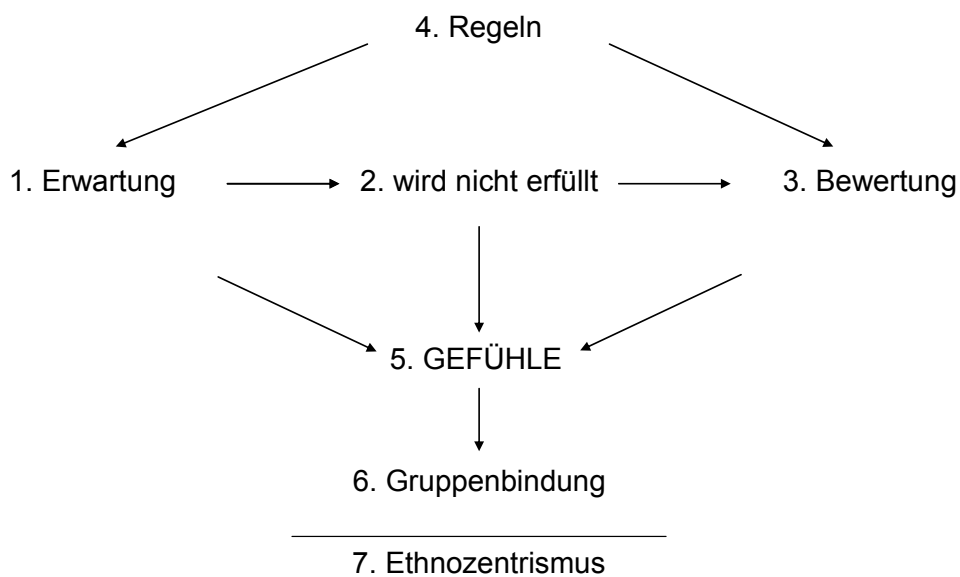 4. Regeln
1. Erwartung
2. wird nicht erfüllt
3. Bewertung
5. GEFÜHLE
6. Gruppenbindung
7. Ethnozentrismus